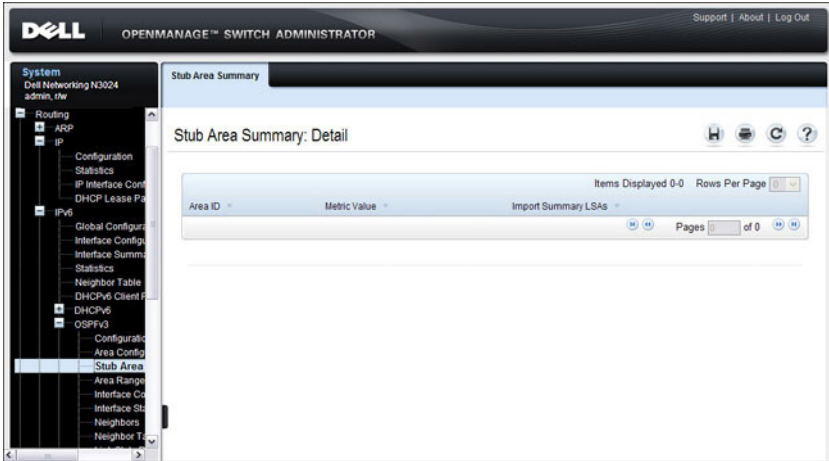 Support | About | Log Out
DELL OPENMANAGE™ SWITCH ADMINISTRATOR
System
Dell Networking N3024
admin, r/w
Routing
ARP
IP
Configuration
Statistics
IP Interface Conf
DHCP Lease Pa
IPv6
Global Configura
Interface Configu
Interface Summa
Statistics
Neighbor Table
DHCPv6 Client P
DHCPv6
OSPFv3
Configuratio
Area Config
Stub Area
Area Range
Interface Co
Interface Sta
Neighbors
Neighbor Ta
Stub Area Summary
Stub Area Summary: Detail
Items Displayed 0-0 Rows Per Page 0
Area ID Metric Value Import Summary LSAs
Pages 0 of 0